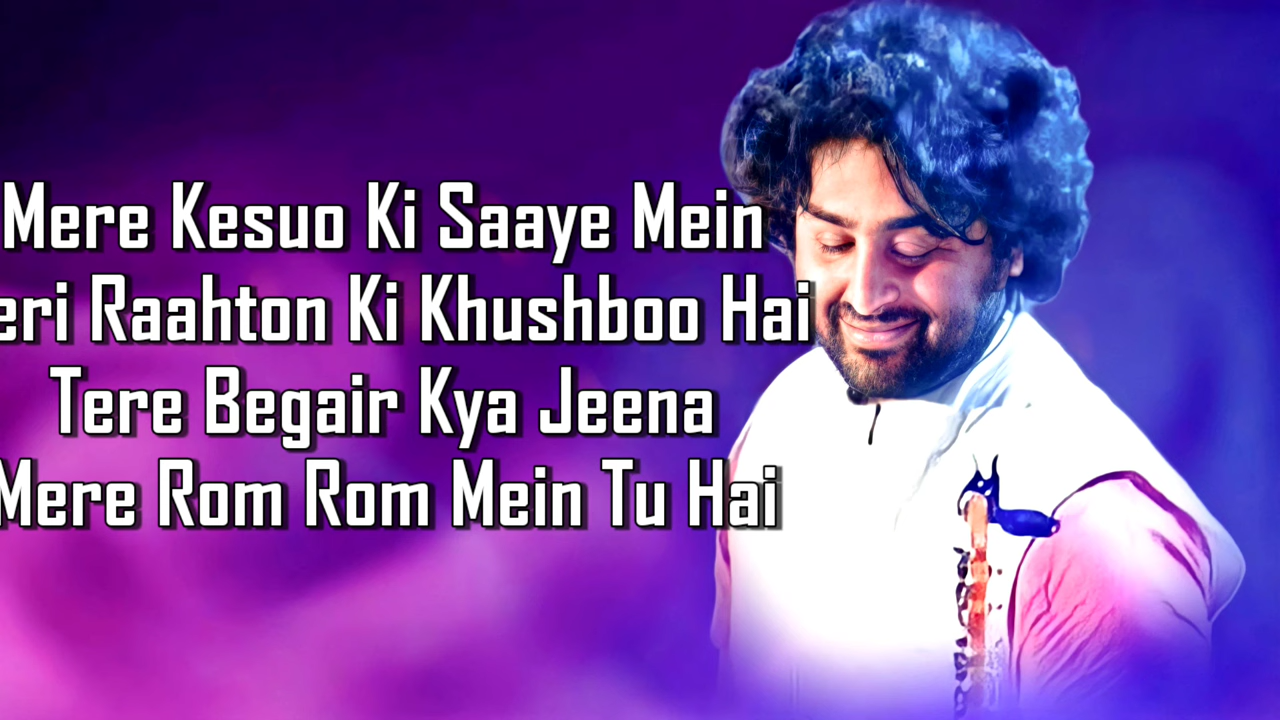 Mere Kesuo Ki Saaye Mein
eri Raahton Ki Khushboo Hai
Tere Begair Kya Jeena
Mere Rom Rom Mein Tu Hai